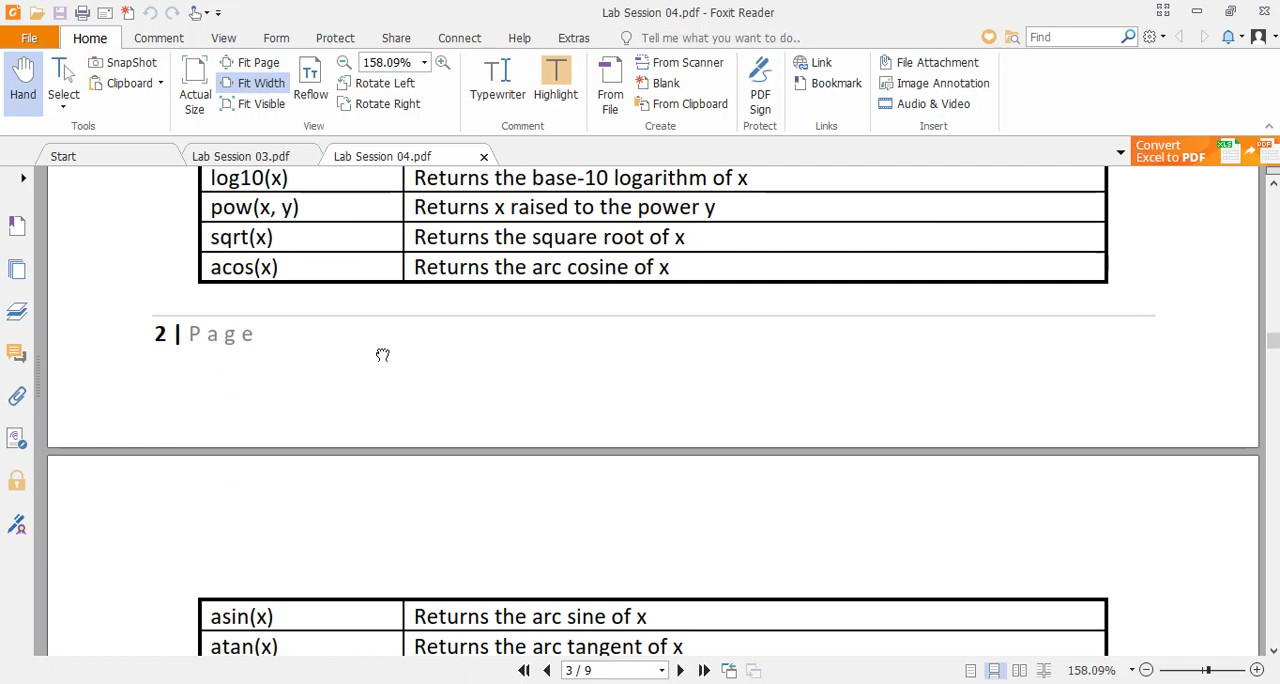 Lab Session 04.pdf - Foxit Reader
File Home Comment View Form Protect Share Connect Help Extras Tell me what you want to do.. Find
Hand Select SnapShot Clipboard Actual Size Fit Page Fit Width Fit Visible Reflow 158.09% Rotate Left Rotate Right Typewriter Highlight From File From Scanner Blank From Clipboard PDF Sign Link Bookmark File Attachment Image Annotation Audio & Video
Tools View Comment Create Protect Links Insert
Start Lab Session 03.pdf Lab Session 04.pdf Convert Excel to PDF
log10(x) Returns the base-10 logarithm of x
pow(x, y) Returns x raised to the power y
sqrt(x) Returns the square root of x
acos(x) Returns the arc cosine of x
2 | Page
asin(x) Returns the arc sine of x
atan(x) Returns the arc tangent of x
3 / 9 158.09%